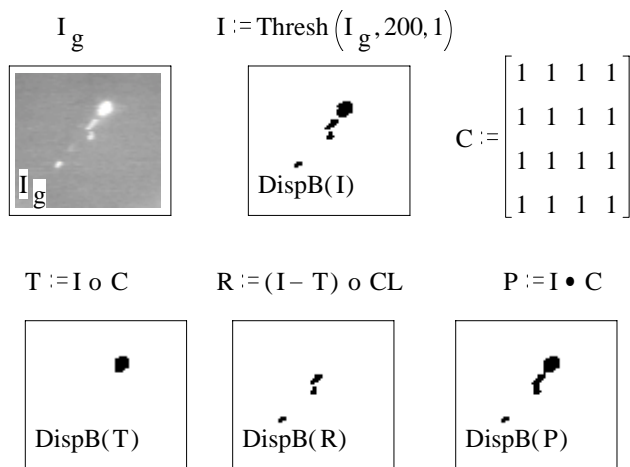 I g
I := Thresh(I g , 200, 1)
I g
DispB(I)
C :=
1 1 1 1
1 1 1 1
1 1 1 1
1 1 1 1
T := I o C
R := (I − T) o CL
P := I • C
DispB(T)
DispB(R)
DispB(P)